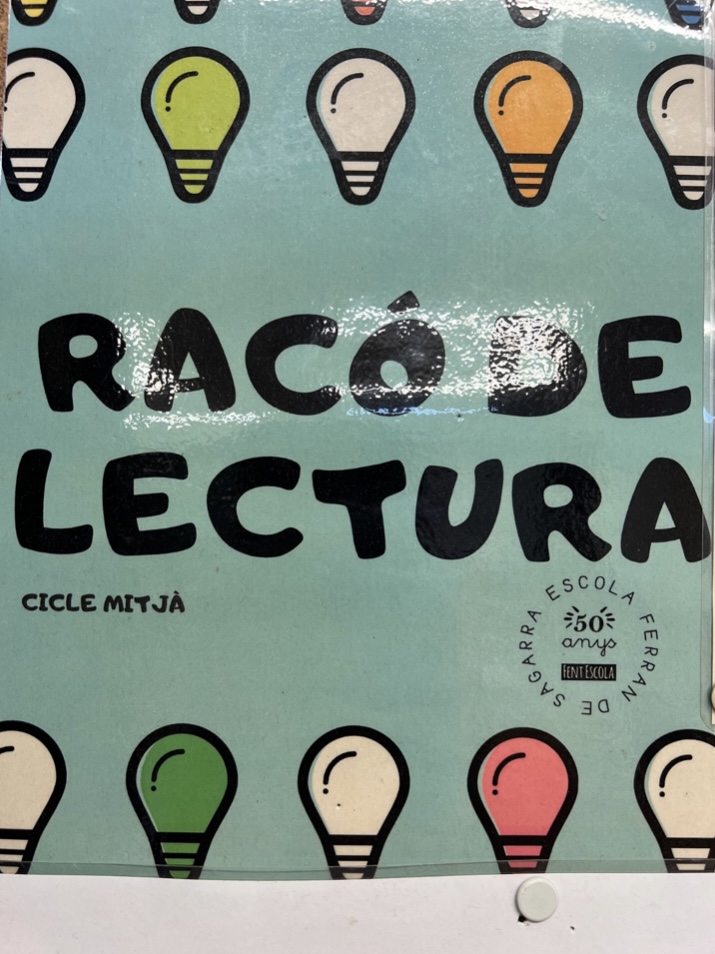 RACÓ DE
LECTURA
CICLE MITJÀ
ESCOLA FERRAN DE SAGARRA
50
anys
FENT ESCOLA